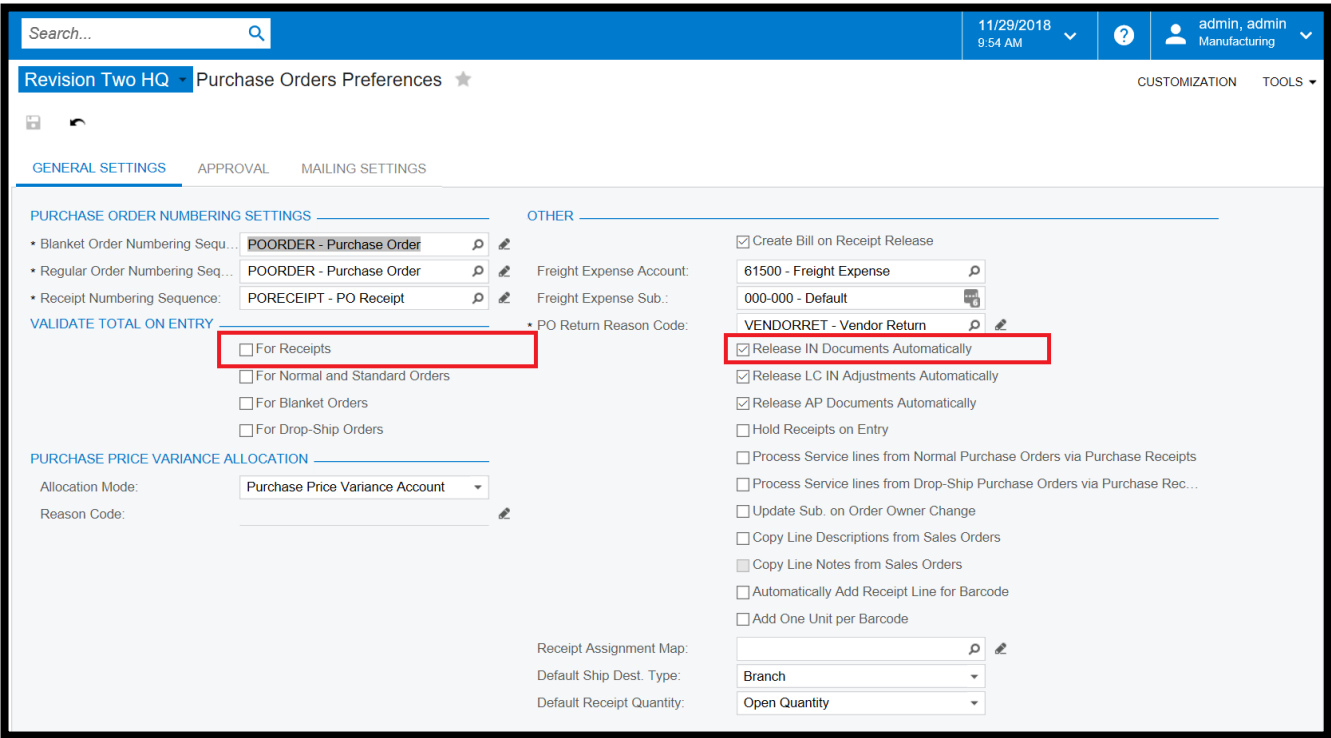 Search...
11/29/2018
9:54 AM
?
admin, admin
Manufacturing
Revision Two HQ
Purchase Orders Preferences
CUSTOMIZATION
TOOLS
GENERAL SETTINGS
APPROVAL
MAILING SETTINGS
PURCHASE ORDER NUMBERING SETTINGS
* Blanket Order Numbering Sequ...
POORDER - Purchase Order
* Regular Order Numbering Seq...
POORDER - Purchase Order
* Receipt Numbering Sequence:
PORECEIPT - PO Receipt
VALIDATE TOTAL ON ENTRY
For Receipts
For Normal and Standard Orders
For Blanket Orders
For Drop-Ship Orders
PURCHASE PRICE VARIANCE ALLOCATION
Allocation Mode:
Purchase Price Variance Account
Reason Code:
OTHER
Create Bill on Receipt Release
Freight Expense Account:
61500 - Freight Expense
Freight Expense Sub.:
000-000 - Default
6
* PO Return Reason Code:
VENDORRET - Vendor Return
Release IN Documents Automatically
Release LC IN Adjustments Automatically
Release AP Documents Automatically
Hold Receipts on Entry
Process Service lines from Normal Purchase Orders via Purchase Receipts
Process Service lines from Drop-Ship Purchase Orders via Purchase Rec...
Update Sub. on Order Owner Change
Copy Line Descriptions from Sales Orders
Copy Line Notes from Sales Orders
Automatically Add Receipt Line for Barcode
Add One Unit per Barcode
Receipt Assignment Map:
Default Ship Dest. Type:
Branch
Default Receipt Quantity:
Open Quantity